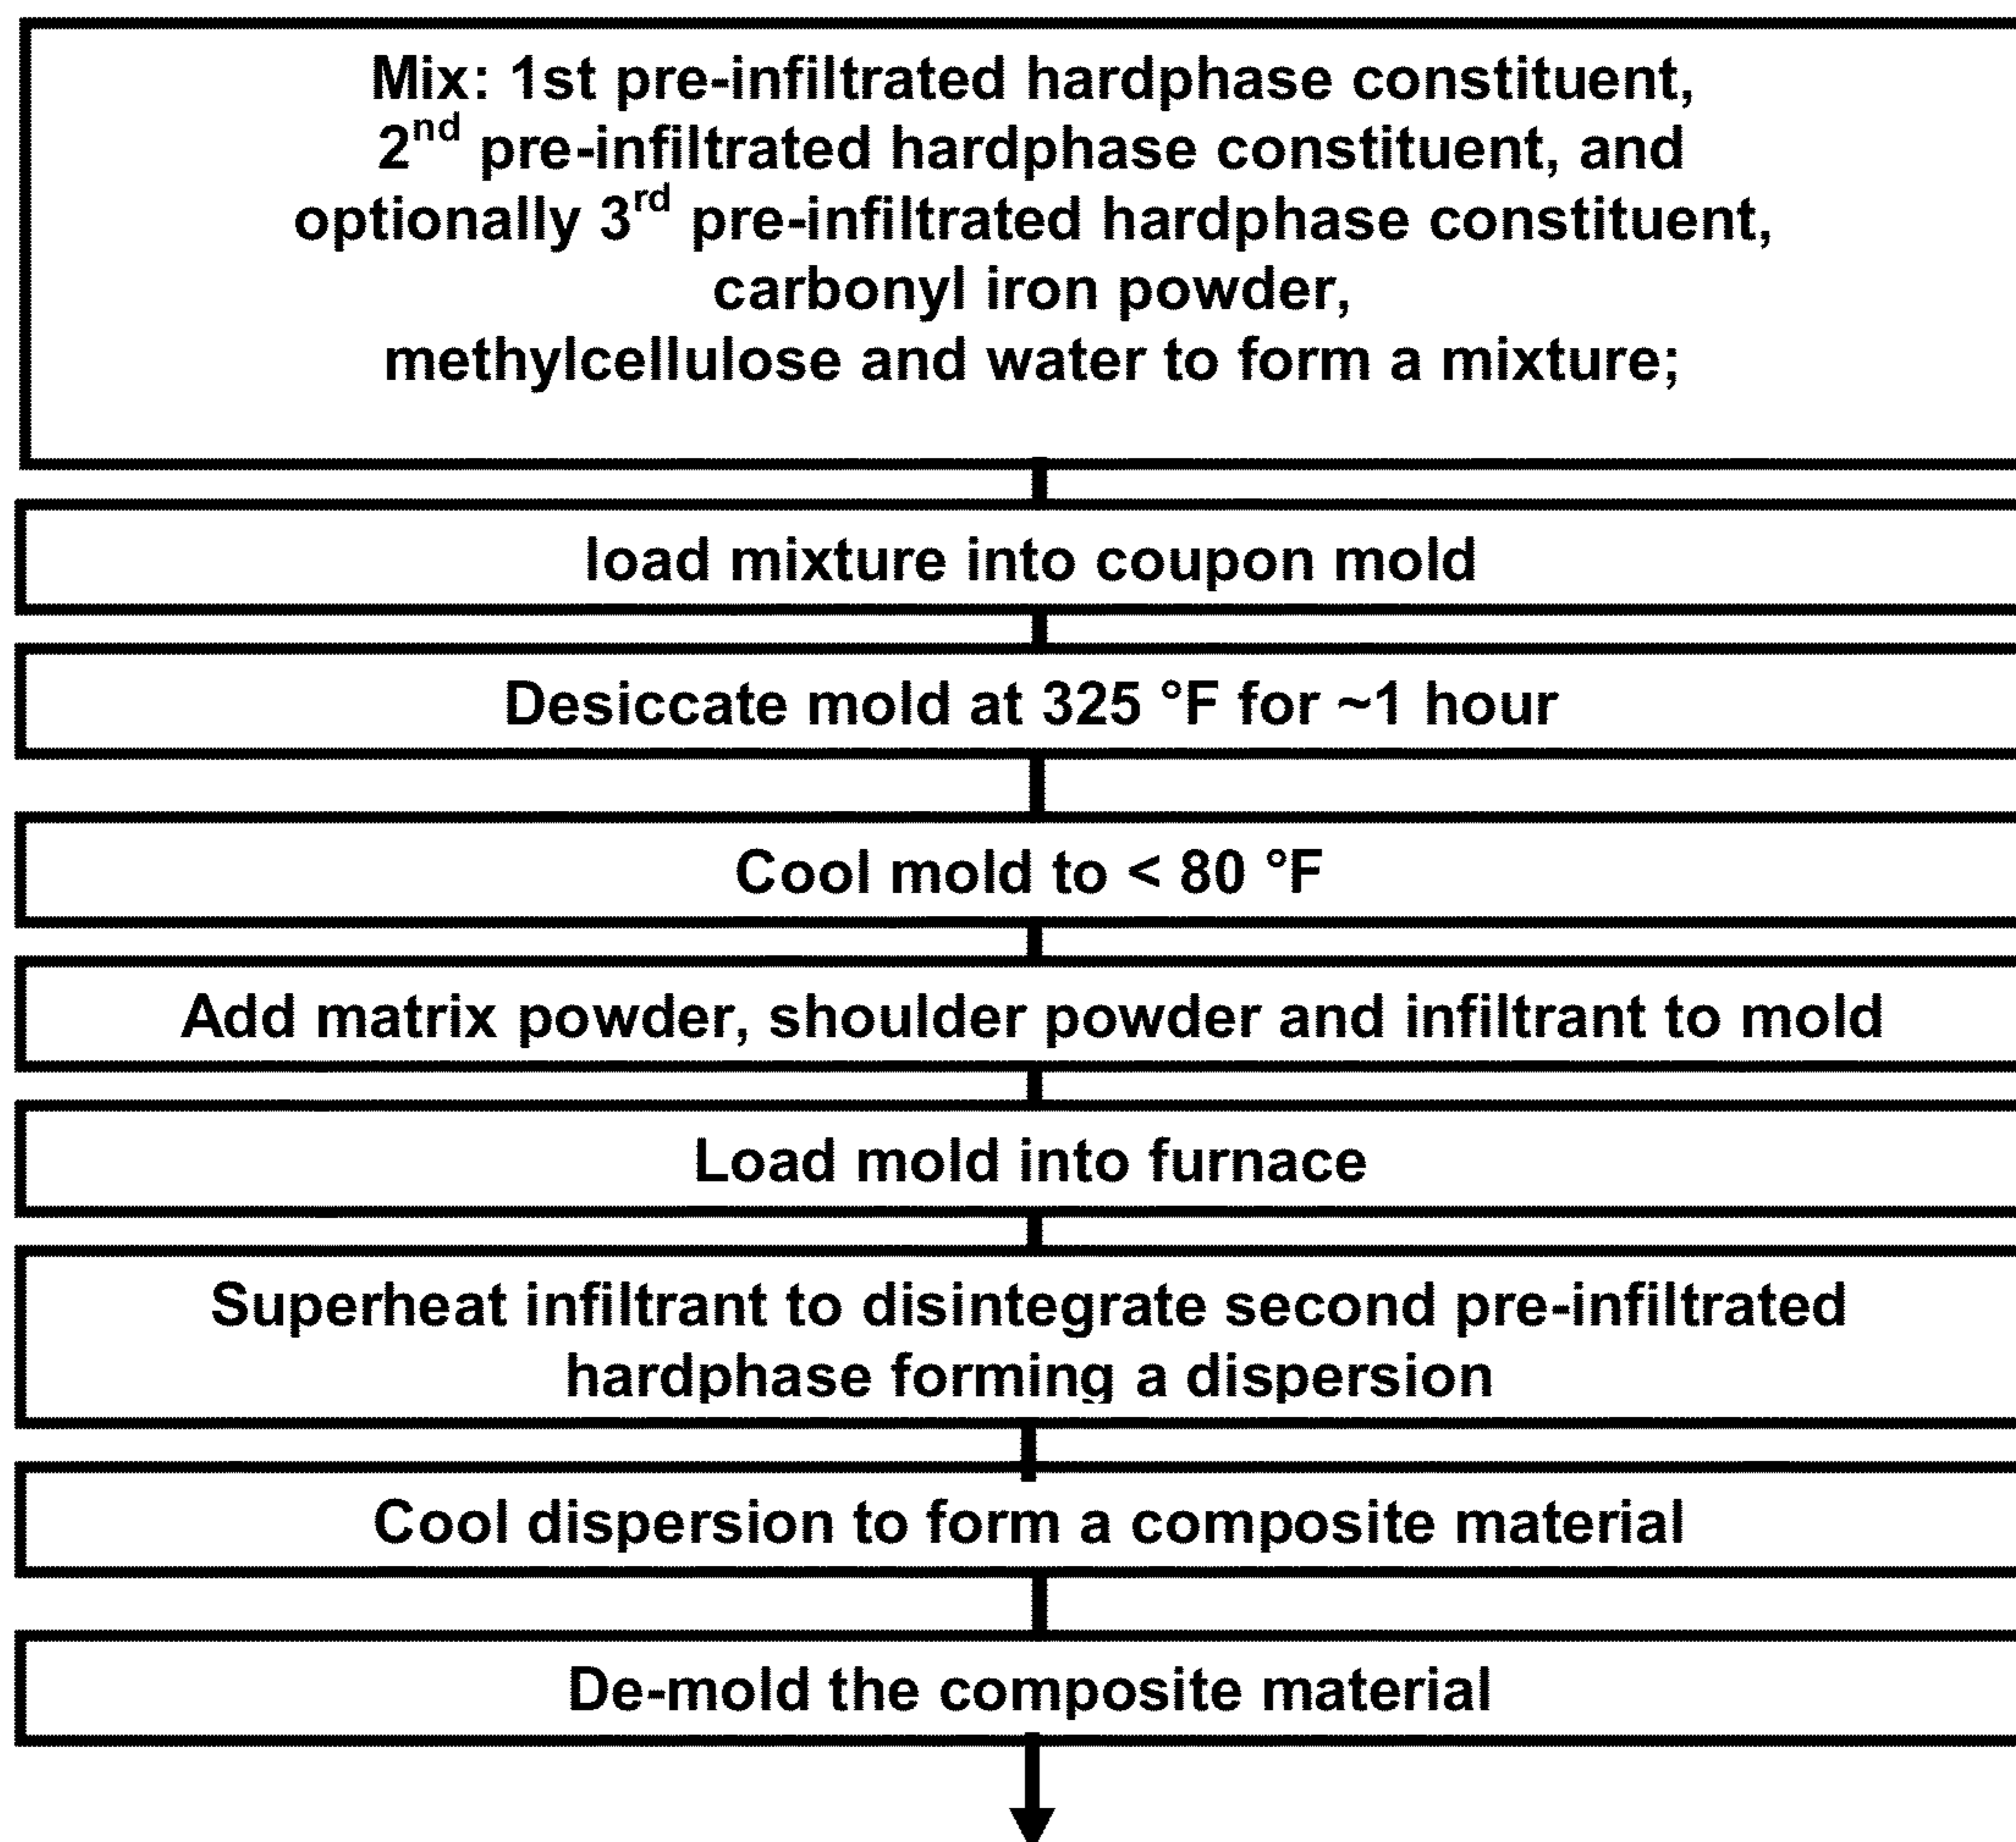 Mix: 1st pre-infiltrated hardphase constituent,
2nd pre-infiltrated hardphase constituent, and
optionally 3rd pre-infiltrated hardphase constituent,
carbonyl iron powder,
methylcellulose and water to form a mixture;
load mixture into coupon mold
Desiccate mold at 325 °F for ~1 hour
Cool mold to < 80 °F
Add matrix powder, shoulder powder and infiltrant to mold
Load mold into furnace
Superheat infiltrant to disintegrate second pre-infiltrated
hardphase forming a dispersion
Cool dispersion to form a composite material
De-mold the composite material